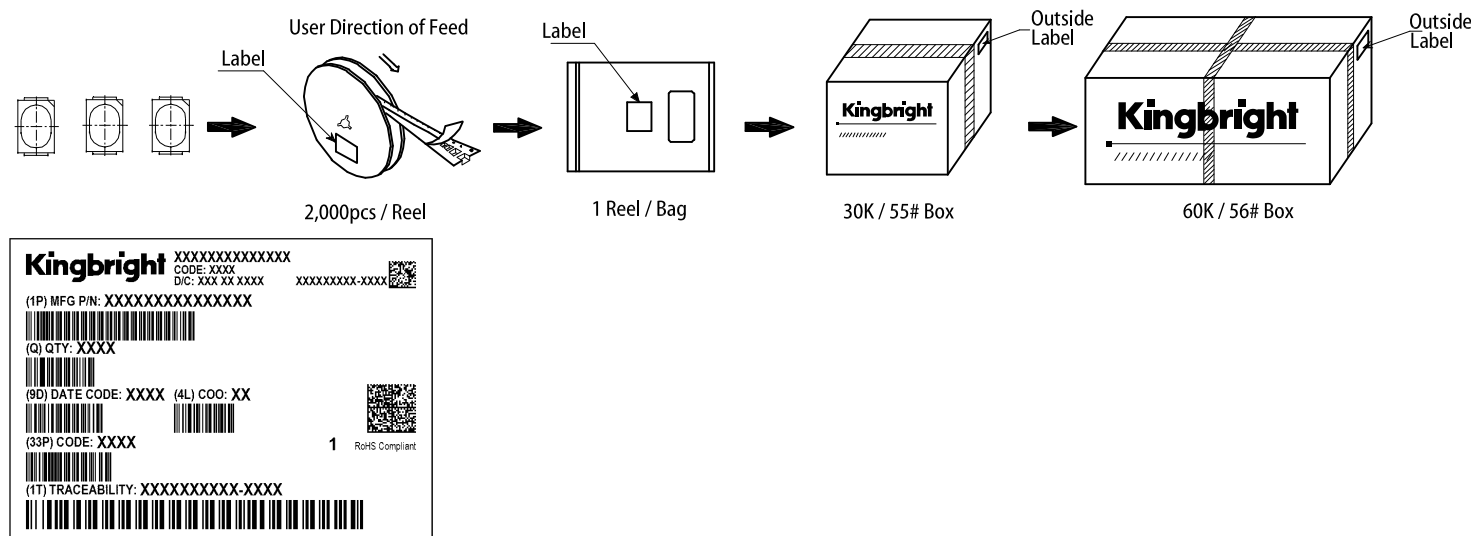 User Direction of Feed
Label
2,000pcs / Reel
Label
1 Reel / Bag
Outside
Label
Kingbright
30K / 55# Box
Outside
Label
Kingbright
60K / 56# Box
Kingbright XXXXXXXXXXXXXX
CODE: XXXX
D/C: XXX XX XXXX XXXXXXXXX-XXXX
(1P) MFG P/N: XXXXXXXXXXXXXXX
(Q) QTY: XXXX
(9D) DATE CODE: XXXX (4L) COO: XX
(33P) CODE: XXXX
1 RoHS Compliant
(1T) TRACEABILITY: XXXXXXXXXX-XXXX